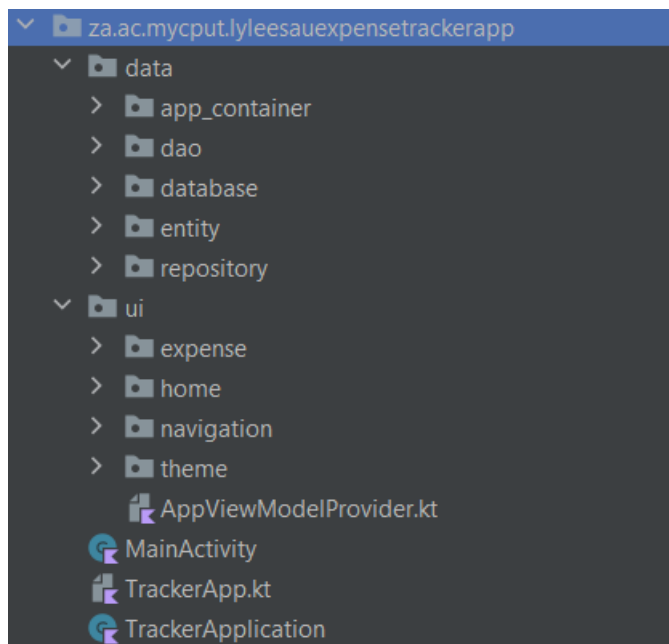 za.ac.mycput.lyleesauexpensetrackerapp
data
app_container
dao
database
entity
repository
ui
expense
home
navigation
theme
AppViewModelProvider.kt
MainActivity
TrackerApp.kt
TrackerApplication